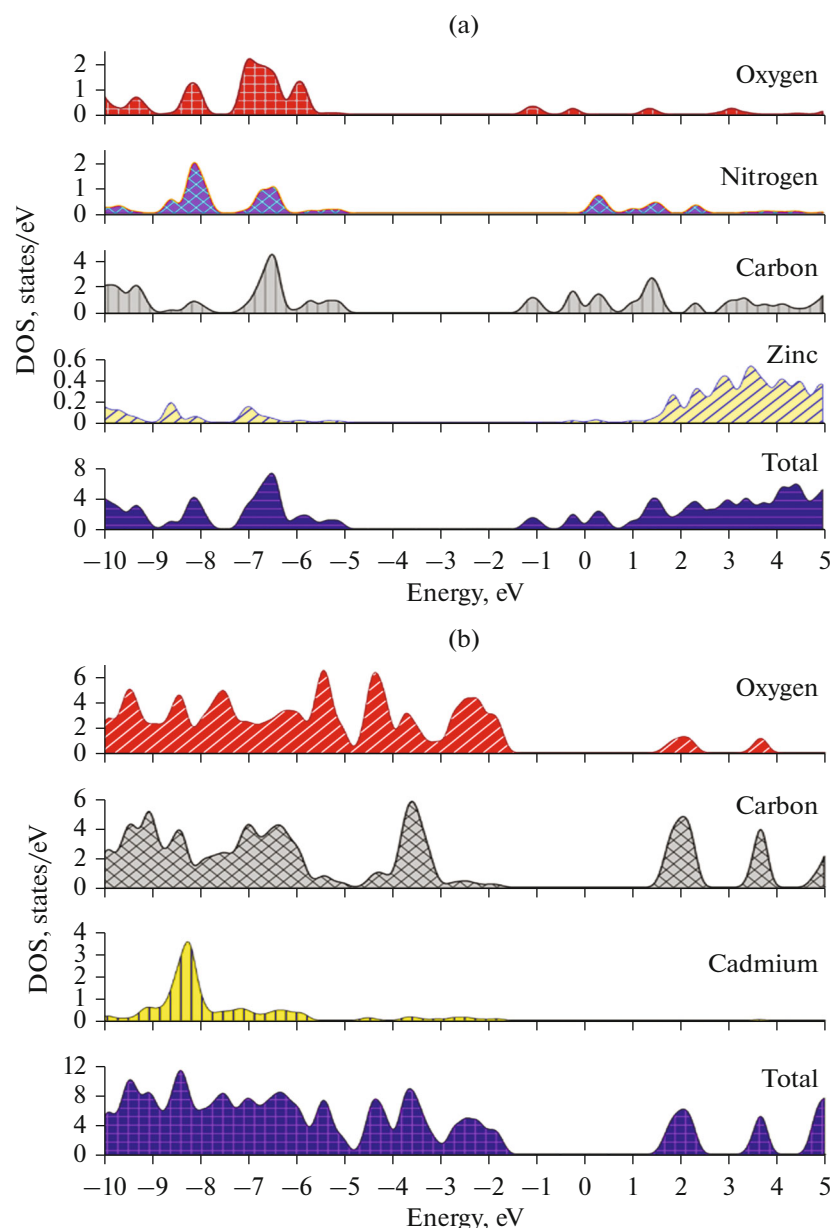 (a)
DOS, states/eV
2
1
0
Oxygen
2
1
0
Nitrogen
4
2
0
Carbon
0.6
0.4
0.2
0
Zinc
8
4
0
Total
−10 −9 −8 −7 −6 −5 −4 −3 −2 −1 0 1 2 3 4 5
Energy, eV
(b)
DOS, states/eV
6
4
2
0
Oxygen
6
4
2
0
Carbon
4
3
2
1
0
Cadmium
12
8
4
0
Total
−10 −9 −8 −7 −6 −5 −4 −3 −2 −1 0 1 2 3 4 5
Energy, eV